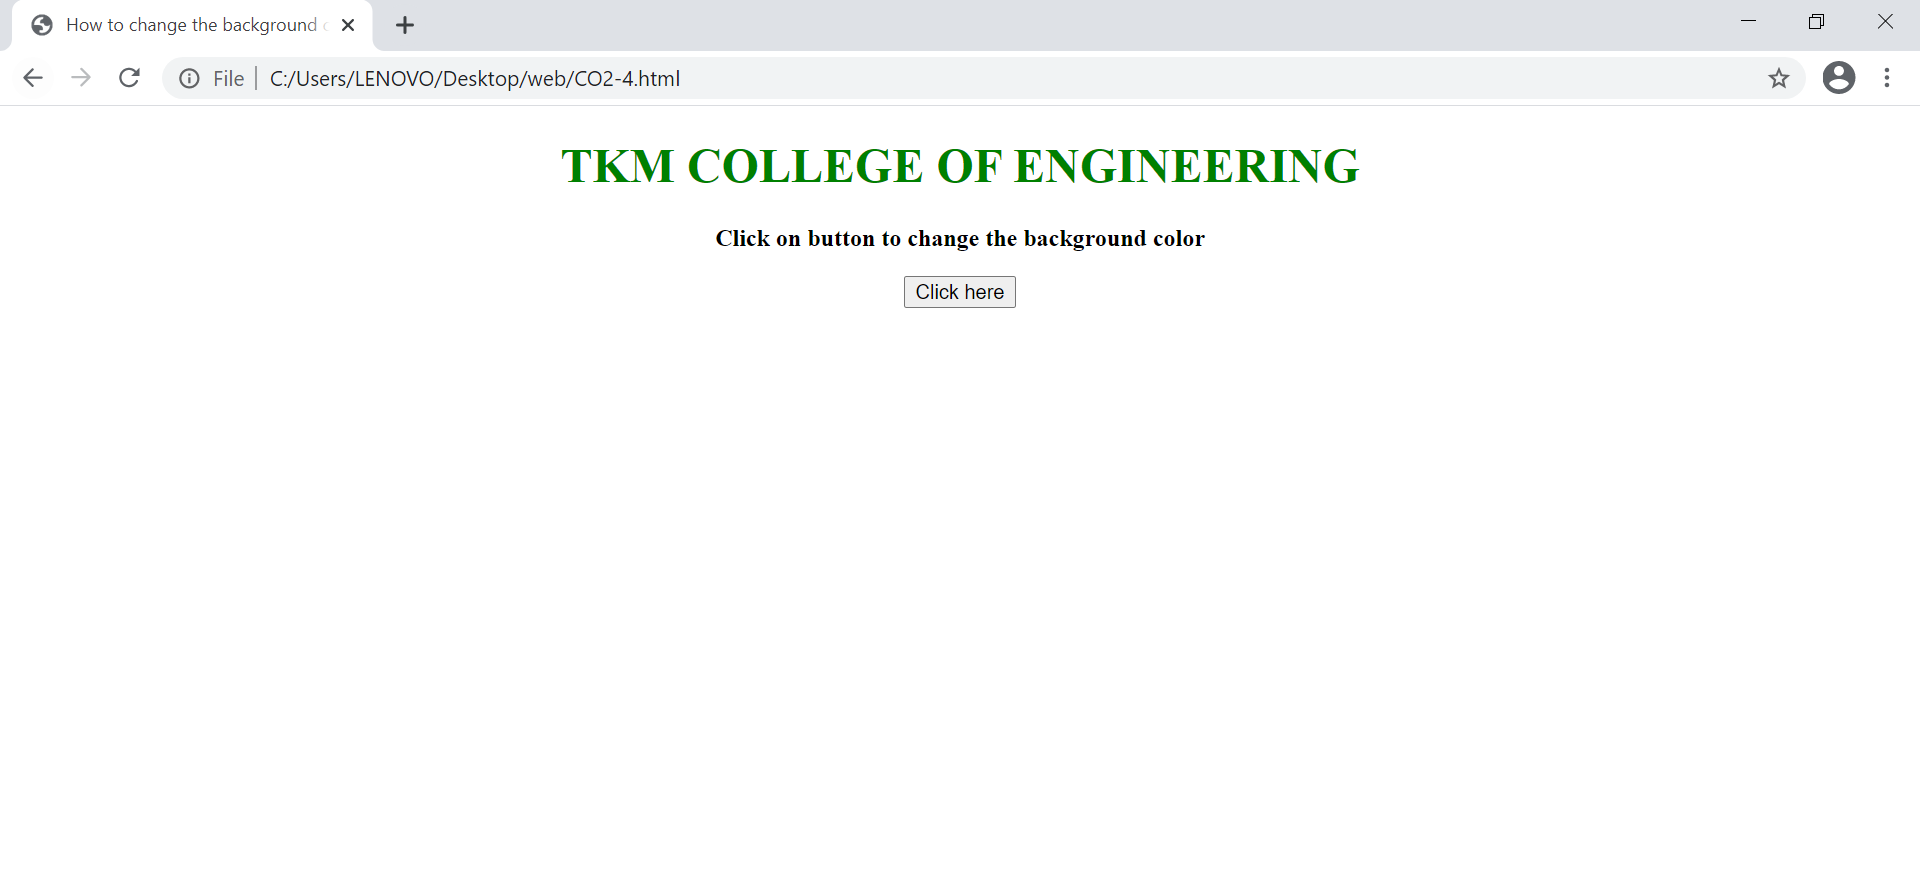 How to change the background
File
C:/Users/LENOVO/Desktop/web/CO2-4.html
TKM COLLEGE OF ENGINEERING
Click on button to change the background color
Click here